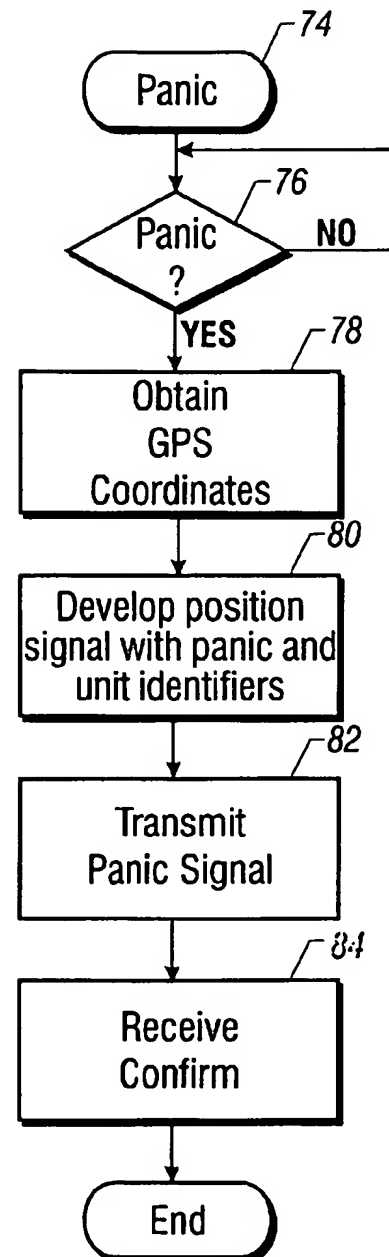 74
Panic
76
Panic
?
NO
YES
78
Obtain
GPS
Coordinates
80
Develop position
signal with panic and
unit identifiers
82
Transmit
Panic Signal
84
Receive
Confirm
End